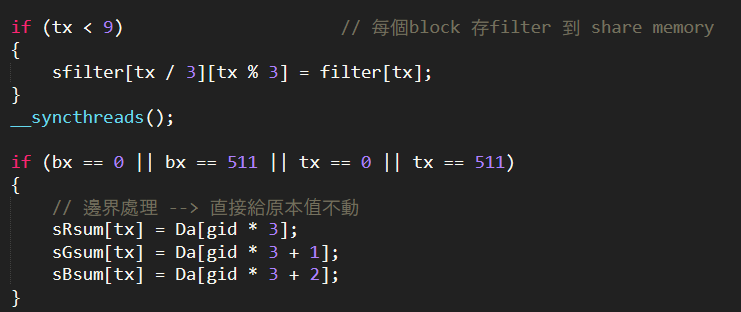 if (tx < 9)                    // 每個block 存filter 到 share memory
{
    sfilter[tx / 3][tx % 3] = filter[tx];
}
__syncthreads();

if (bx == 0 || bx == 511 || tx == 0 || tx == 511)
{
    // 邊界處理 --> 直接給原本值不動
    sRsum[tx] = Da[gid * 3];
    sGsum[tx] = Da[gid * 3 + 1];
    sBsum[tx] = Da[gid * 3 + 2];
}